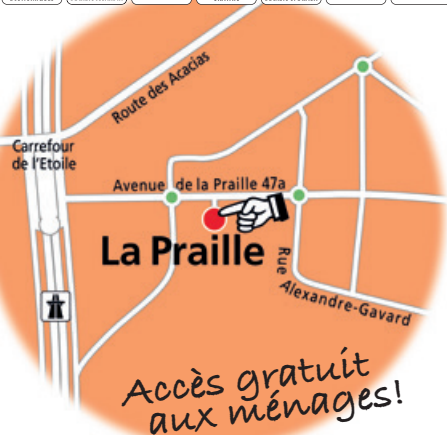 Route des Acacias
Carrefour
de l'Etoile
Avenue de la Praille 47a
La Praille
Rue
Alexandre-Gavard
Accès gratuit
aux ménages!